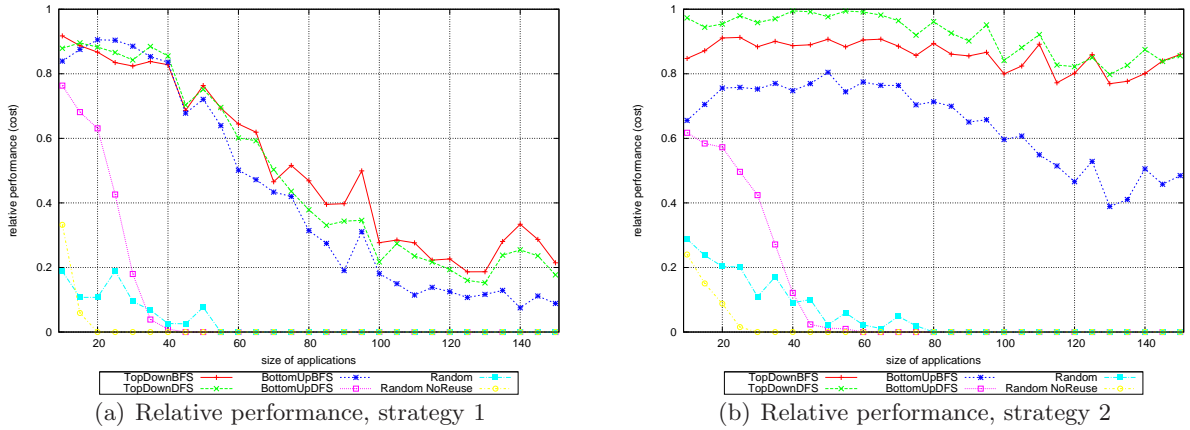 1
0.8
0.6
0.4
0.2
0
relative performance (cost)
20 40 60 80 100 120 140
size of applications
TopDownBFS BottomUpBFS Random
TopDownDFS BottomUpDFS Random NoReuse
(a) Relative performance, strategy 1
1
0.8
0.6
0.4
0.2
0
relative performance (cost)
20 40 60 80 100 120 140
size of applications
TopDownBFS BottomUpBFS Random
TopDownDFS BottomUpDFS Random NoReuse
(b) Relative performance, strategy 2